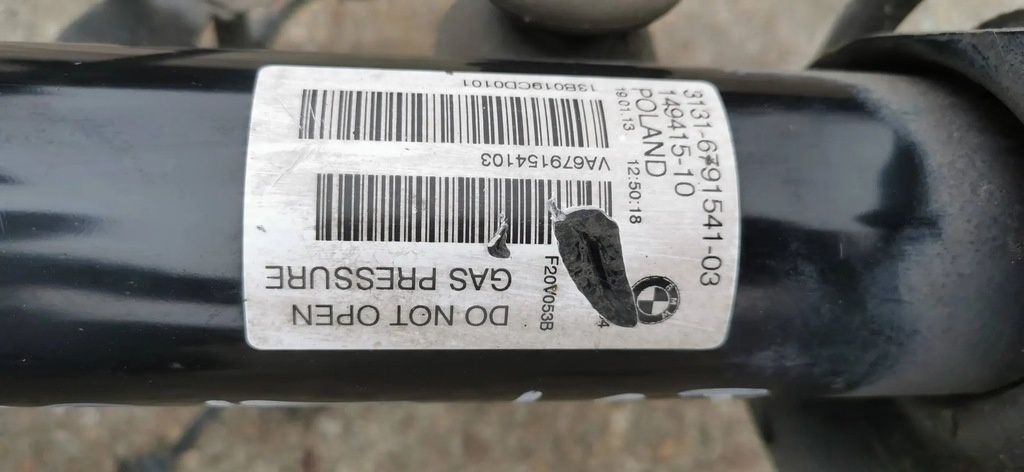 3131-6791541-03
149415-10
POLAND
19.01.13 12:50:18
13B019CD0101
VA679154103
F20V053B
DO NOT OPEN
GAS PRESSURE
BMW